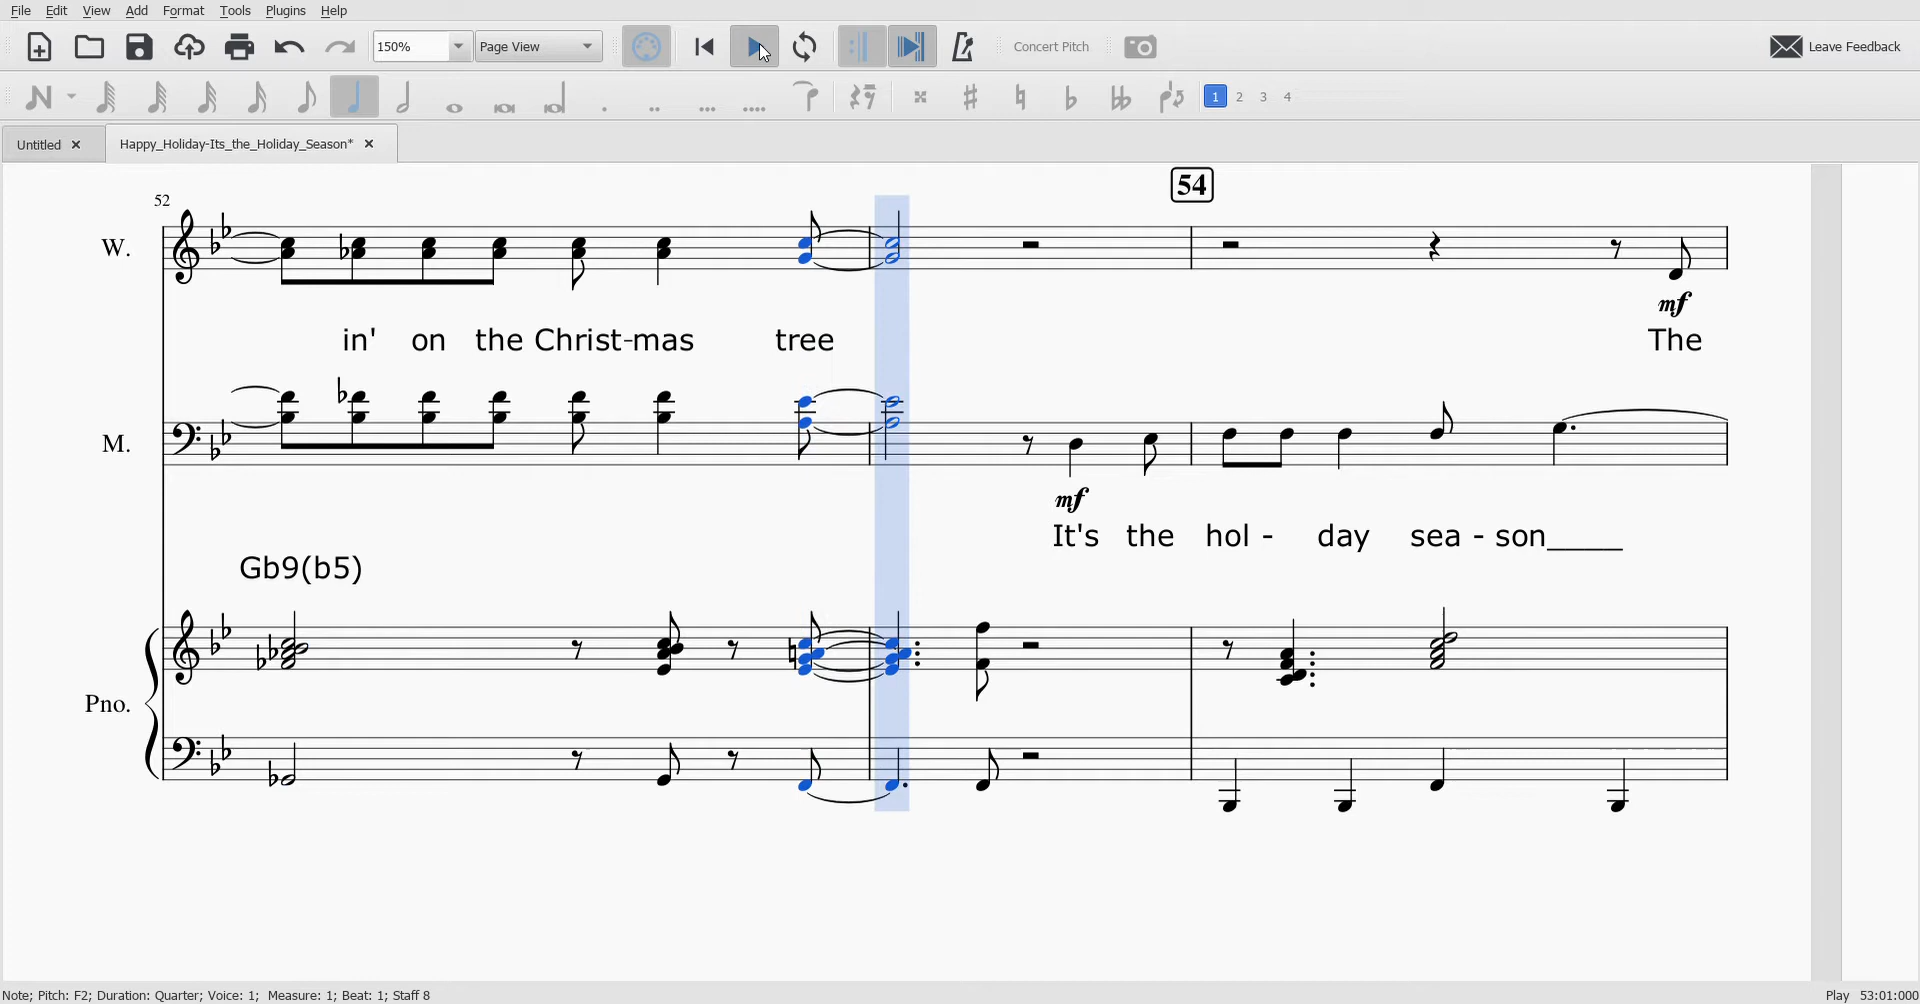 File Edit View Add Format Tools Plugins Help
150% Page View Concert Pitch Leave Feedback
1 2 3 4
Untitled Happy_Holiday-Its_the_Holiday_Season*
52 54
W.
mf
in' on the Christ-mas tree The
M.
mf
It's the hol - day sea - son____
Gb9(b5)
Pno.
Note; Pitch: F2; Duration: Quarter; Voice: 1; Measure: 1; Beat: 1; Staff 8 Play 53:01:000